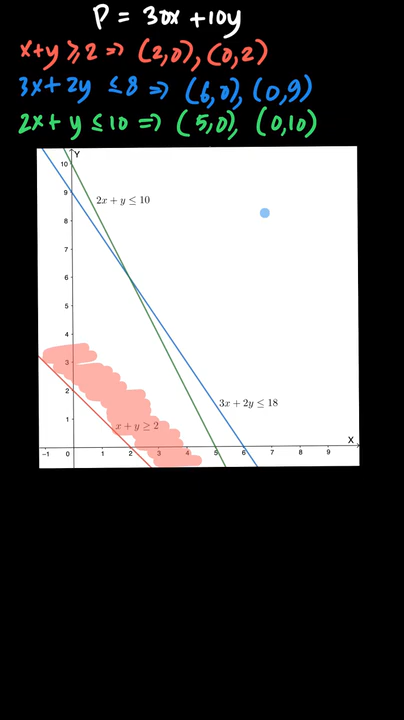 P = 30x + 10y
x + y ≥ 2 => (2,0), (0,2)
3x + 2y ≤ 8 => (6,0), (0,9)
2x + y ≤ 10 => (5,0), (0,10)
Y
10
2x + y ≤ 10
9
8
7
6
5
4
3
2
3x + 2y ≤ 18
1
x + y ≥ 2
X
−1 0 1 2 3 4 5 6 7 8 9